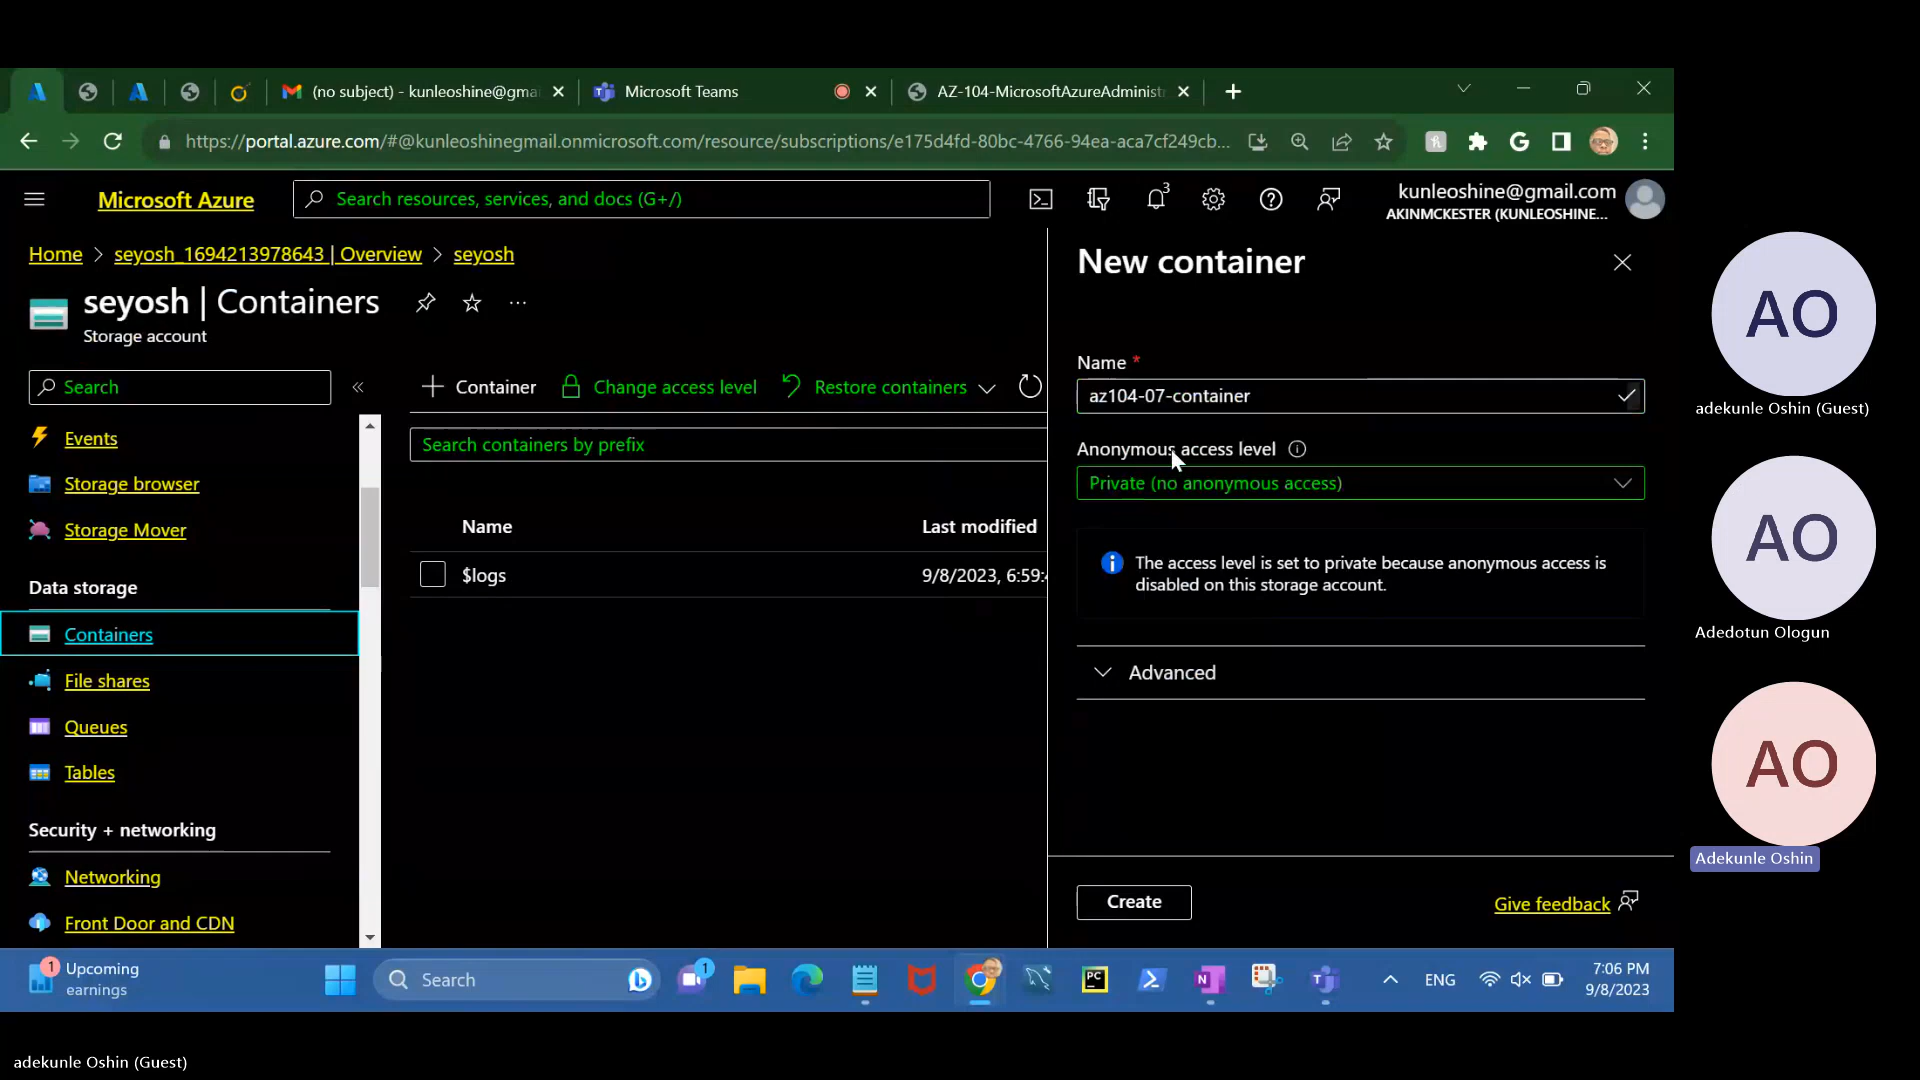 (no subject) - kunleoshine@gmai
Microsoft Teams
AZ-104-MicrosoftAzureAdministr
https://portal.azure.com/#@kunleoshinegmail.onmicrosoft.com/resource/subscriptions/e175d4fd-80bc-4766-94ea-aca7cf249cb...
Microsoft Azure
Search resources, services, and docs (G+/)
3
kunleoshine@gmail.com
AKINMCKESTER (KUNLEOSHINE...
Home > seyosh_1694213978643 | Overview > seyosh
seyosh | Containers
Storage account
Search
Events
Storage browser
Storage Mover
Data storage
Containers
File shares
Queues
Tables
Security + networking
Networking
Front Door and CDN
Container
Change access level
Restore containers
Search containers by prefix
Name
Last modified
$logs
9/8/2023, 6:59:4
New container
Name *
az104-07-container
Anonymous access level
Private (no anonymous access)
The access level is set to private because anonymous access is
disabled on this storage account.
Advanced
Create
Give feedback
AO
adekunle Oshin (Guest)
AO
Adedotun Ologun
AO
Adekunle Oshin
1
Upcoming
earnings
Search
1
PC
N
T
ENG
7:06 PM
9/8/2023
adekunle Oshin (Guest)